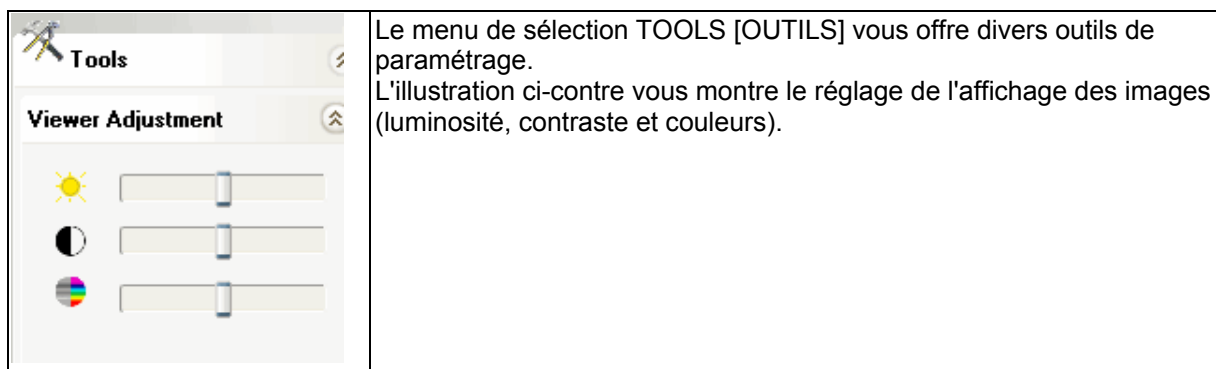 Tools
Viewer Adjustment
Le menu de sélection TOOLS [OUTILS] vous offre divers outils de
paramétrage.
L'illustration ci-contre vous montre le réglage de l'affichage des images
(luminosité, contraste et couleurs).